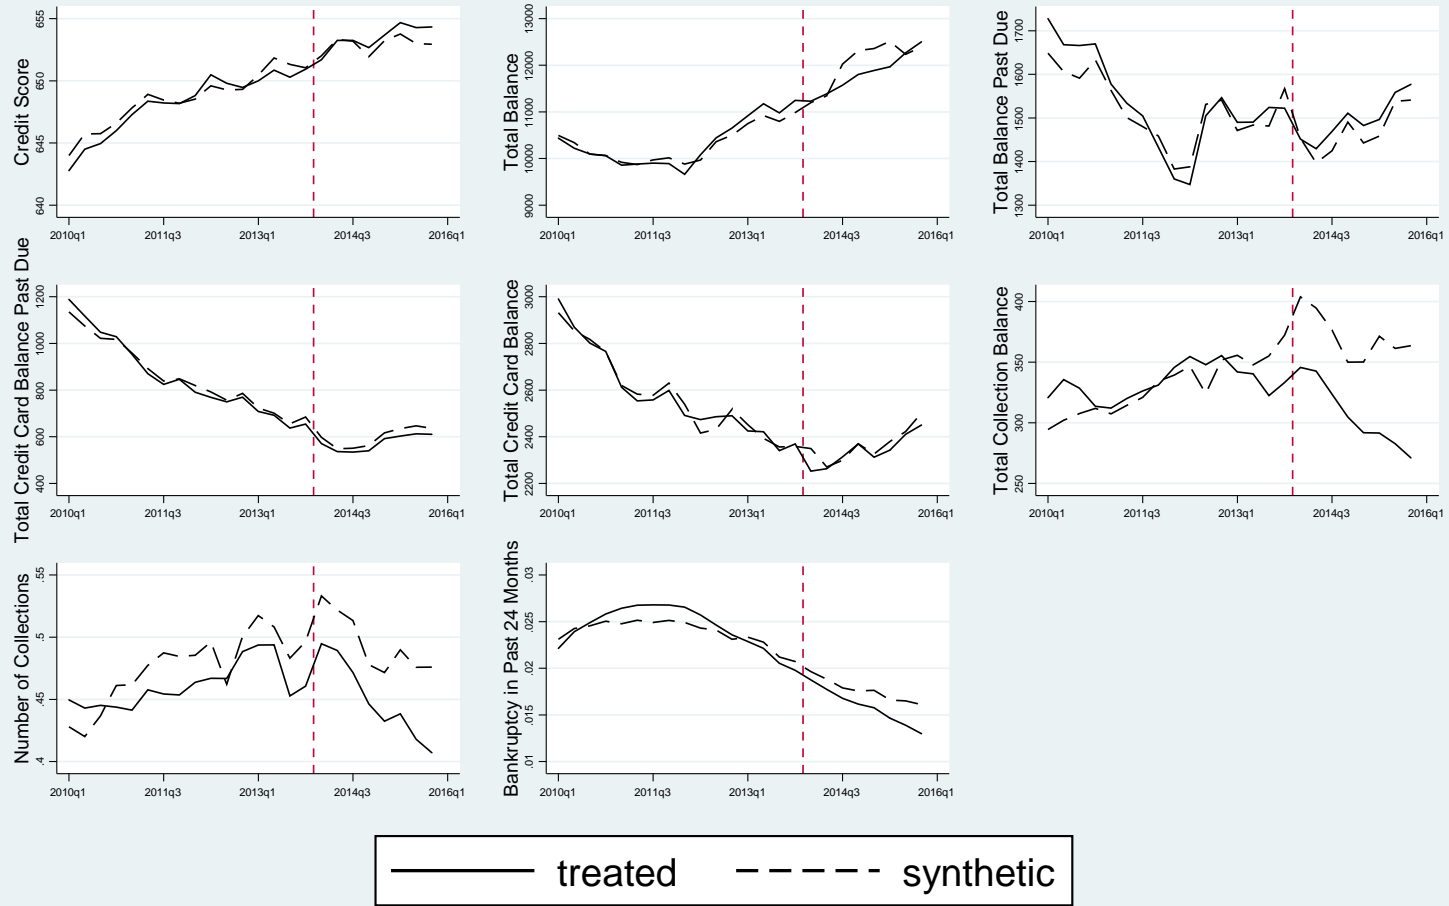 Credit Score
655
650
645
640
2010q1 2011q3 2013q1 2014q3 2016q1
Total Balance
13000
12000
11000
10000
9000
2010q1 2011q3 2013q1 2014q3 2016q1
Total Balance Past Due
1700
1600
1500
1400
1300
2010q1 2011q3 2013q1 2014q3 2016q1
Total Credit Card Balance Past Due
1200
1000
800
600
400
2010q1 2011q3 2013q1 2014q3 2016q1
Total Credit Card Balance
3000
2800
2600
2400
2200
2010q1 2011q3 2013q1 2014q3 2016q1
Total Collection Balance
400
350
300
250
2010q1 2011q3 2013q1 2014q3 2016q1
Number of Collections
.55
.5
.45
.4
2010q1 2011q3 2013q1 2014q3 2016q1
Bankruptcy in Past 24 Months
.03
.025
.02
.015
.01
2010q1 2011q3 2013q1 2014q3 2016q1
treated synthetic